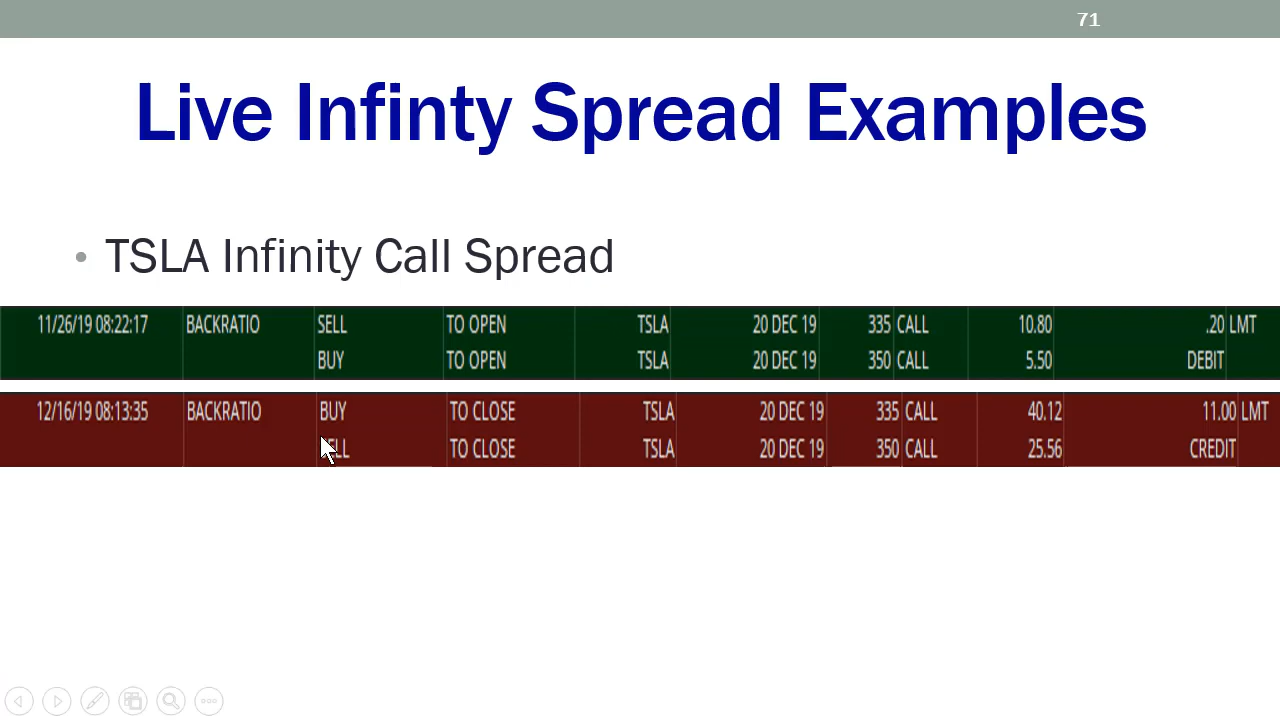 71
Live Infinty Spread Examples
• TSLA Infinity Call Spread
11/26/19 08:22:17 BACKRATIO SELL TO OPEN TSLA 20 DEC 19 335 CALL 10.80 .20 LMT
BUY TO OPEN TSLA 20 DEC 19 350 CALL 5.50 DEBIT
12/16/19 08:13:35 BACKRATIO BUY TO CLOSE TSLA 20 DEC 19 335 CALL 40.12 11.00 LMT
SELL TO CLOSE TSLA 20 DEC 19 350 CALL 25.56 CREDIT